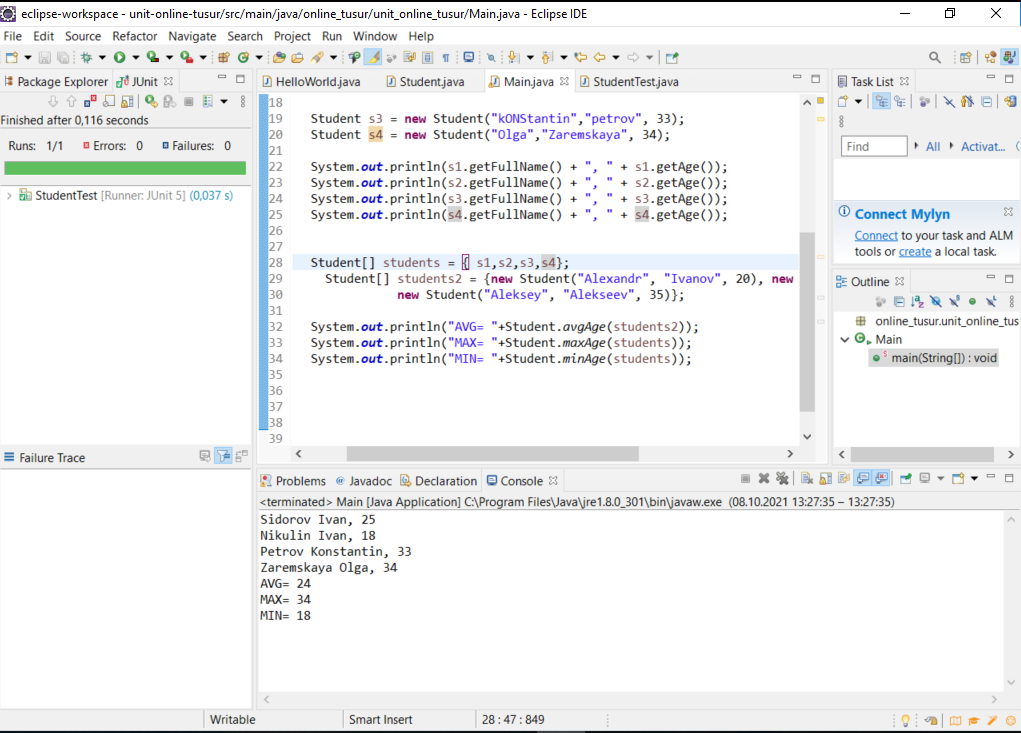 eclipse-workspace - unit-online-tusur/src/main/java/online_tusur/unit_online_tusur/Main.java - Eclipse IDE
File Edit Source Refactor Navigate Search Project Run Window Help
Package Explorer JUnit
Finished after 0,116 seconds
Runs: 1/1 Errors: 0 Failures: 0
StudentTest [Runner: JUnit 5] (0,037 s)
Failure Trace
HelloWorld.java Student.java Main.java StudentTest.java
18
19 Student s3 = new Student("kONStantin","petrov", 33);
20 Student s4 = new Student("Olga","Zaremskaya", 34);
21
22 System.out.println(s1.getFullName() + ", " + s1.getAge());
23 System.out.println(s2.getFullName() + ", " + s2.getAge());
24 System.out.println(s3.getFullName() + ", " + s3.getAge());
25 System.out.println(s4.getFullName() + ", " + s4.getAge());
26
27
28 Student[] students = { s1,s2,s3,s4};
29 Student[] students2 = {new Student("Alexandr", "Ivanov", 20), new
30 new Student("Aleksey", "Alekseev", 35)};
31
32 System.out.println("AVG= "+Student.avgAge(students2));
33 System.out.println("MAX= "+Student.maxAge(students));
34 System.out.println("MIN= "+Student.minAge(students));
35
36
37
38
39
Task List
Find All Activat...
Connect Mylyn
Connect to your task and ALM
tools or create a local task.
Outline
online_tusur.unit_online_tus
Main
main(String[]) : void
Problems Javadoc Declaration Console
<terminated> Main [Java Application] C:\Program Files\Java\jre1.8.0_301\bin\javaw.exe (08.10.2021 13:27:35 – 13:27:35)
Sidorov Ivan, 25
Nikulin Ivan, 18
Petrov Konstantin, 33
Zaremskaya Olga, 34
AVG= 24
MAX= 34
MIN= 18
Writable Smart Insert 28 : 47 : 849